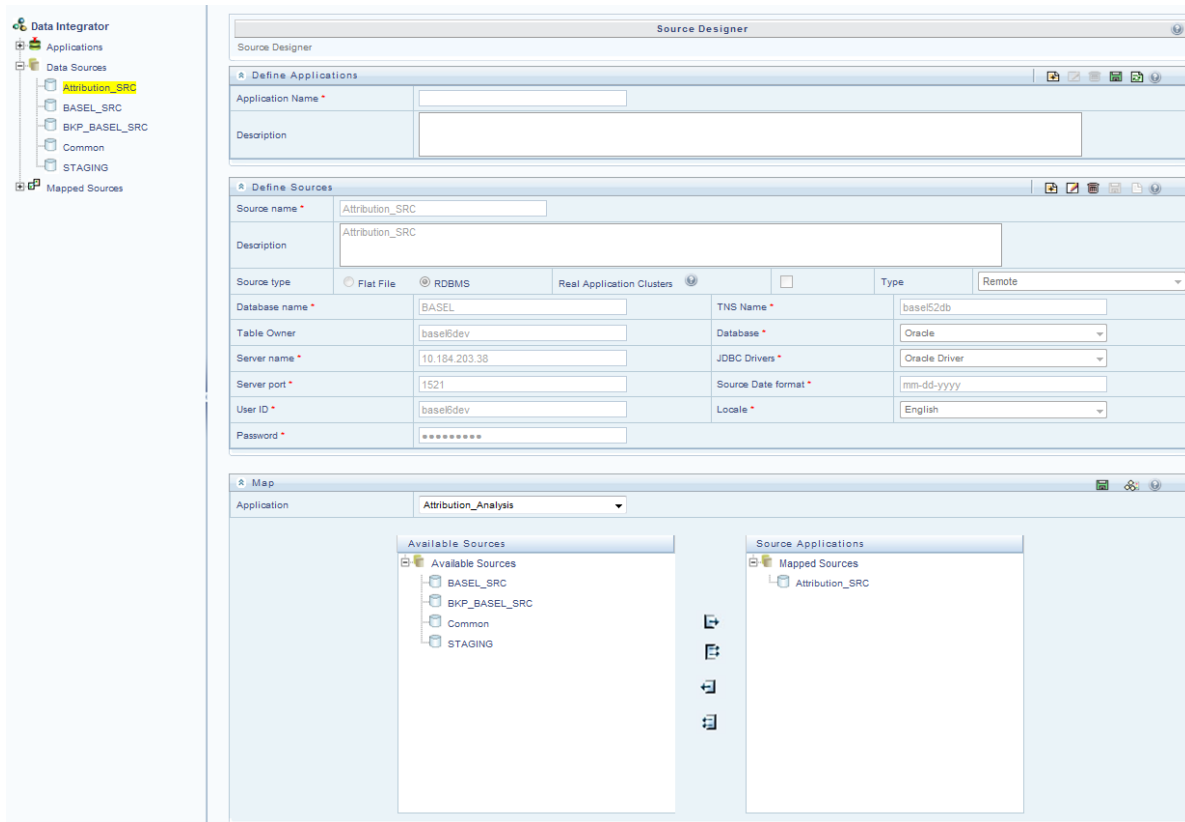 Data Integrator
Applications
Data Sources
Attribution_SRC
BASEL_SRC
BKP_BASEL_SRC
Common
STAGING
Mapped Sources
Source Designer
Source Designer
Define Applications
Application Name *
Description
Define Sources
Source name * Attribution_SRC
Description Attribution_SRC
Source type Flat File RDBMS Real Application Clusters Type Remote
Database name * BASEL TNS Name * basel52db
Table Owner basel6dev Database * Oracle
Server name * 10.184.203.38 JDBC Drivers * Oracle Driver
Server port * 1521 Source Date format * mm-dd-yyyy
User ID * basel6dev Locale * English
Password * •••••••••
Map
Application Attribution_Analysis
Available Sources
Available Sources
BASEL_SRC
BKP_BASEL_SRC
Common
STAGING
Source Applications
Mapped Sources
Attribution_SRC